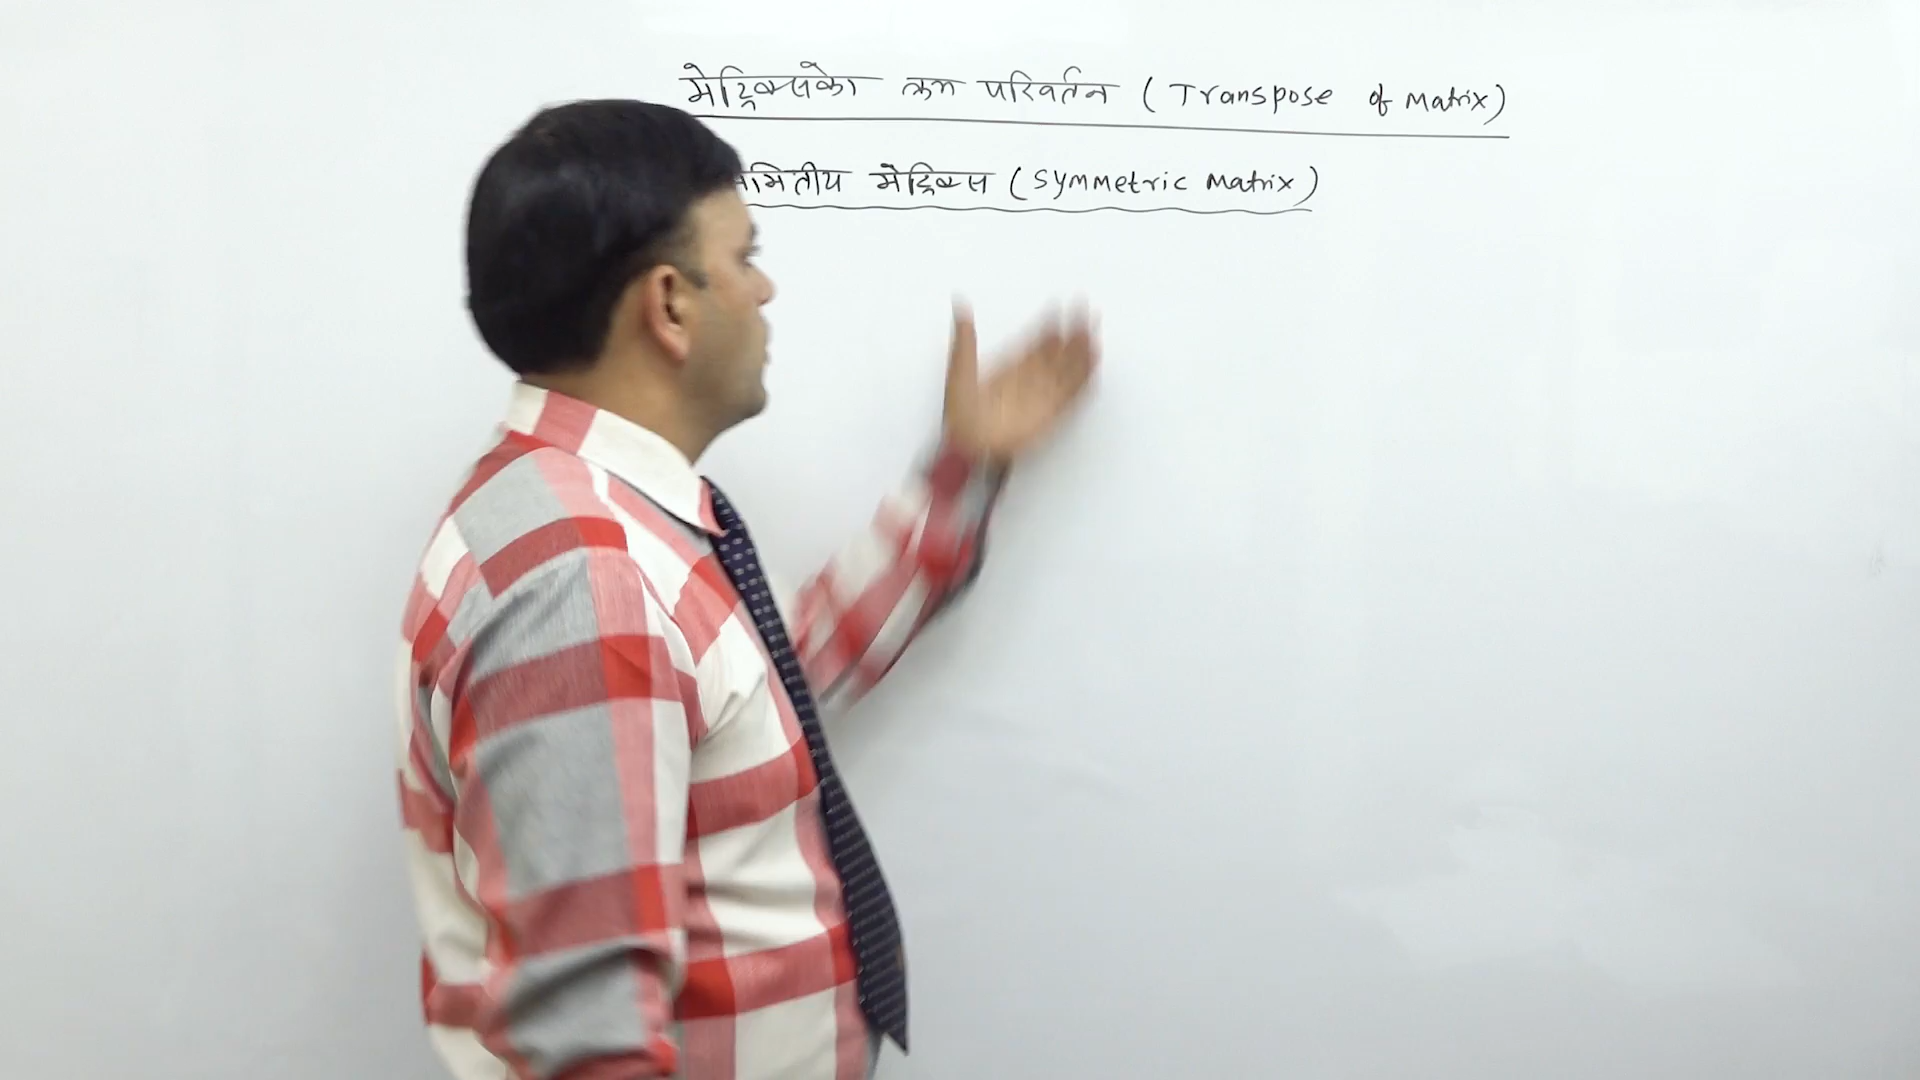 मेट्रिक्सको क्रम परिवर्तन (Transpose of Matrix)
मेट्रिक्स (Symmetric Matrix)